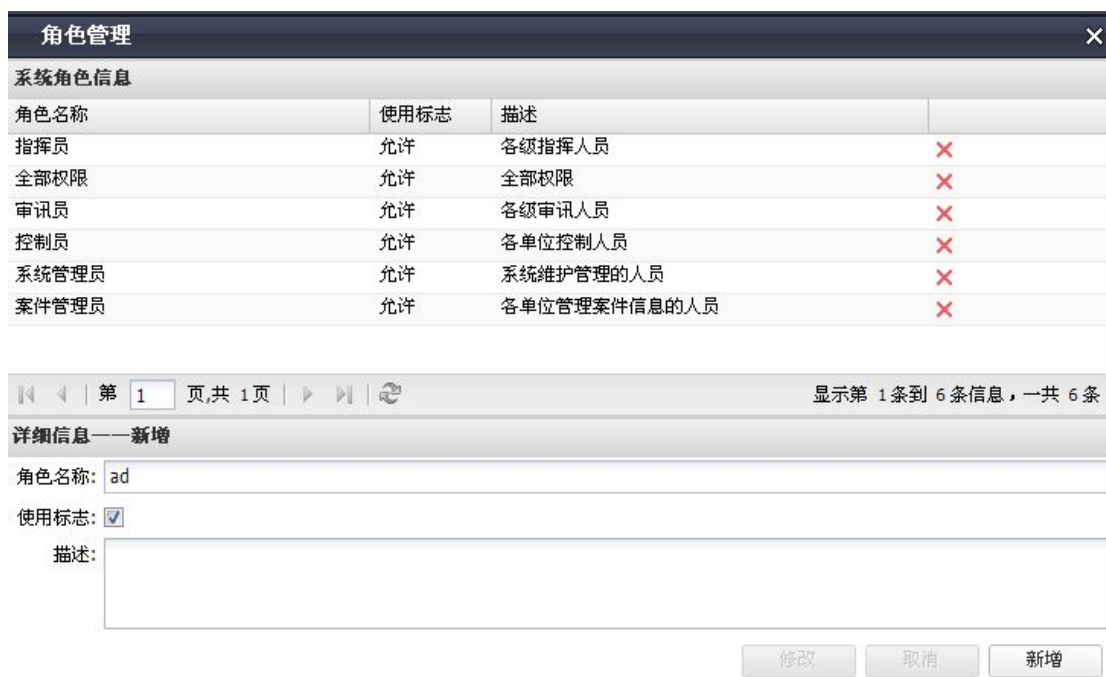 角色管理
系统角色信息
角色名称 使用标志 描述
指挥员 允许 各级指挥人员
全部权限 允许 全部权限
审讯员 允许 各级审讯人员
控制员 允许 各单位控制人员
系统管理员 允许 系统维护管理的人员
案件管理员 允许 各单位管理案件信息的人员
第 1 页,共 1页 显示第 1条到 6条信息，一共 6条
详细信息——新增
角色名称: ad
使用标志:
描述:
修改 取消 新增